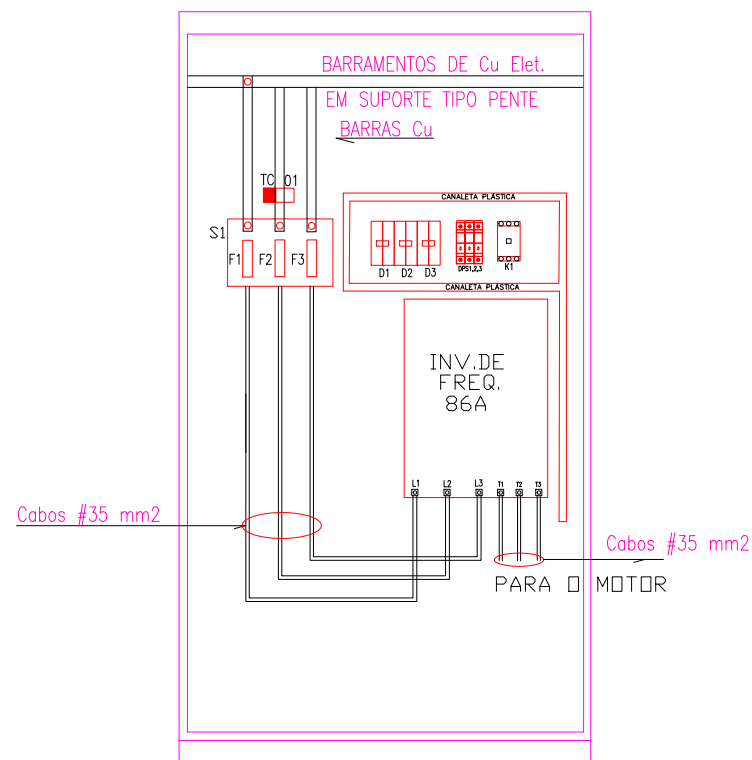 BARRAMENTOS DE Cu Elet.
EM SUPORTE TIPO PENTE
BARRAS Cu
TC 01
S1
F1 F2 F3
CANALETA PLÁSTICA
D1 D2 D3
DPS1,2,3
K1
CANALETA PLÁSTICA
INV.DE
FREQ.
86A
L1 L2 L3 T1 T2 T3
Cabos #35 mm2
Cabos #35 mm2
PARA O MOTOR